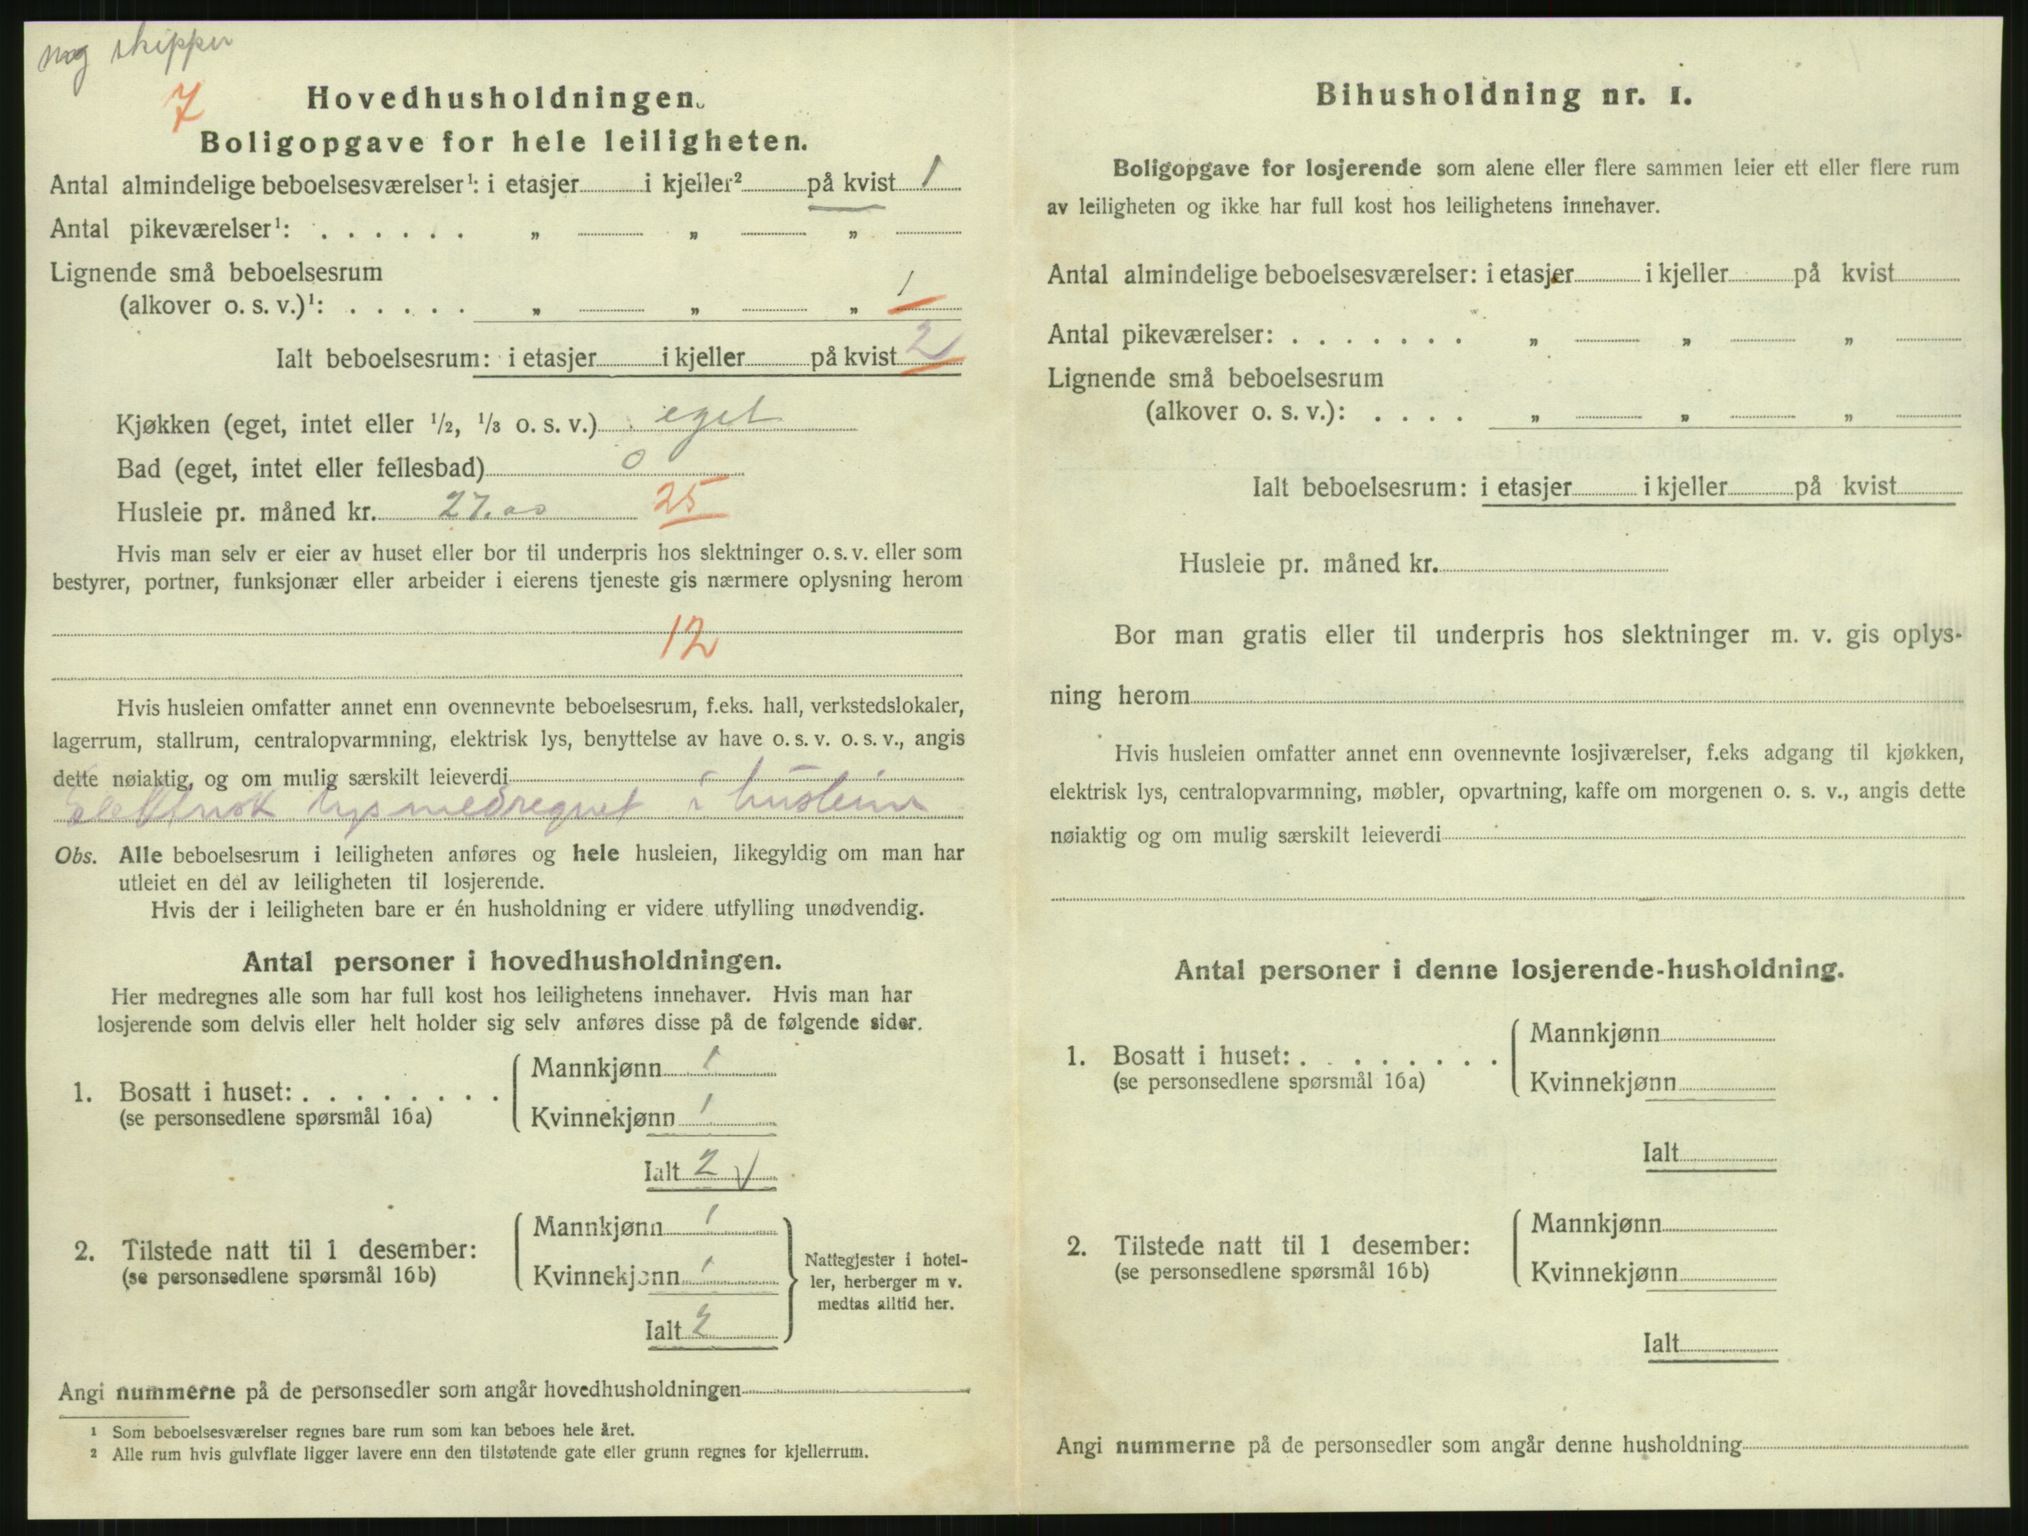 skipper
7
Hovedhusholdningen.
Boligopgave for hele leiligheten.
Antal almindelige beboelsesværelser¹: i etasjer i kjeller² på kvist 1
Antal pikeværelser¹: . . . . . . „ „ „
Lignende små beboelsesrum
(alkover o. s. v.)¹: . . . . . „ „ „ 1
Ialt beboelsesrum: i etasjer i kjeller på kvist 2
Kjøkken (eget, intet eller 1/2, 1/3 o. s. v.) eget
Bad (eget, intet eller fellesbad) 0
Husleie pr. måned kr. 27.00 25
Hvis man selv er eier av huset eller bor til underpris hos slektninger o. s. v. eller som
bestyrer, portner, funksjonær eller arbeider i eierens tjeneste gis nærmere oplysning herom
12
Hvis husleien omfatter annet enn ovennevnte beboelsesrum, f.eks. hall, verkstedslokaler,
lagerrum, stallrum, centralopvarmning, elektrisk lys, benyttelse av have o. s. v. o. s. v., angis
dette nøiaktig, og om mulig særskilt leieverdi
Elektrisk lys medregnet i husleien
Obs. Alle beboelsesrum i leiligheten anføres og hele husleien, likegyldig om man har
utleiet en del av leiligheten til losjerende.
Hvis der i leiligheten bare er én husholdning er videre utfylling unødvendig.
Antal personer i hovedhusholdningen.
Her medregnes alle som har full kost hos leilighetens innehaver. Hvis man har
losjerende som delvis eller helt holder sig selv anføres disse på de følgende sider.
Mannkjønn 1
1. Bosatt i huset: . . . . . . . .
(se personsedlene spørsmål 16a)
Kvinnekjønn 1
Ialt 2 √
Mannkjønn 1
2. Tilstede natt til 1 desember:
(se personsedlene spørsmål 16b)
Kvinnekjønn 1
Nattegjester i hotel-
ler, herberger m v.
medtas alltid her.
Ialt 2
Angi nummerne på de personsedler som angår hovedhusholdningen
¹ Som beboelsesværelser regnes bare rum som kan beboes hele året.
² Alle rum hvis gulvflate ligger lavere enn den tilstøtende gate eller grunn regnes for kjellerrum.
Bihusholdning nr. 1.
Boligopgave for losjerende som alene eller flere sammen leier ett eller flere rum
av leiligheten og ikke har full kost hos leilighetens innehaver.
Antal almindelige beboelsesværelser: i etasjer i kjeller på kvist
Antal pikeværelser: . . . . . . . „ „ „
Lignende små beboelsesrum
(alkover o. s. v.): . . . . „ „ „
Ialt beboelsesrum: i etasjer i kjeller på kvist
Husleie pr. måned kr.
Bor man gratis eller til underpris hos slektninger m. v. gis oplys-
ning herom
Hvis husleien omfatter annet enn ovennevnte losjiværelser, f.eks adgang til kjøkken,
elektrisk lys, centralopvarmning, møbler, opvartning, kaffe om morgenen o. s. v., angis dette
nøiaktig og om mulig særskilt leieverdi
Antal personer i denne losjerende-husholdning.
Mannkjønn
1. Bosatt i huset: . . . . . . . .
(se personsedlene spørsmål 16a)
Kvinnekjønn
Ialt
Mannkjønn
2. Tilstede natt til 1 desember:
(se personsedlene spørsmål 16b)
Kvinnekjønn
Ialt
Angi nummerne på de personsedler som angår denne husholdning